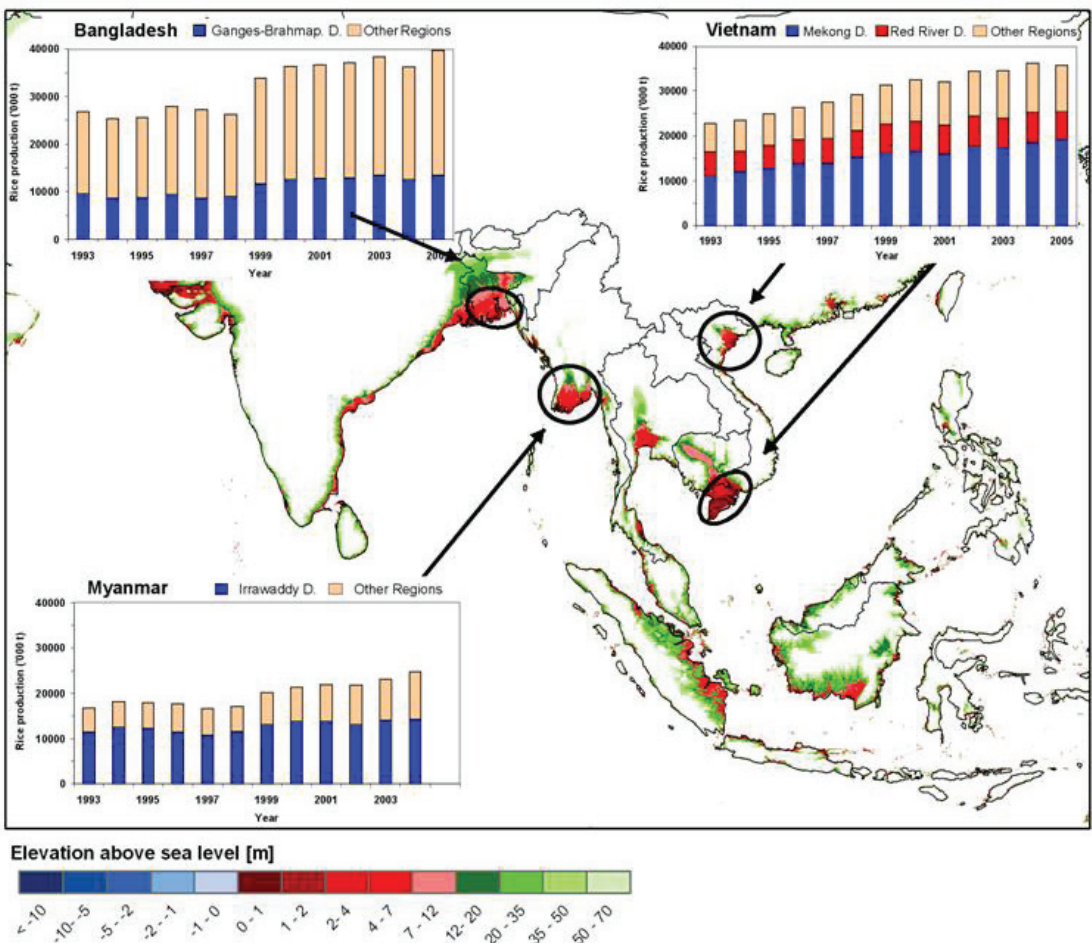 Bangladesh Ganges-Brahmap. D. Other Regions
40000
30000
20000
10000
0
Rice production ('000 t)
1993 1995 1997 1999 2001 2003 200
Year
Vietnam Mekong D. Red River D. Other Regions
40000
30000
20000
10000
0
Rice production ('000 t)
1993 1995 1997 1999 2001 2003 2005
Year
Myanmar Irrawaddy D. Other Regions
40000
30000
20000
10000
0
Rice production ('000 t)
1993 1995 1997 1999 2001 2003
Year
Elevation above sea level [m]
< -10 -10--5 -5--2 -2--1 -1-0 0-1 1-2 2-4 4-7 7-12 12-20 20-35 35-50 50-70